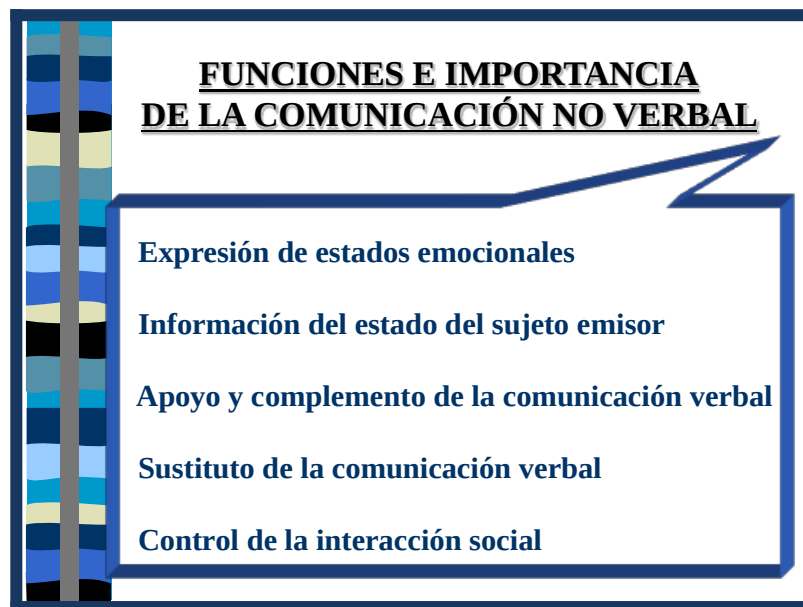 FUNCIONES E IMPORTANCIA
DE LA COMUNICACIÓN NO VERBAL
Expresión de estados emocionales
Información del estado del sujeto emisor
Apoyo y complemento de la comunicación verbal
Sustituto de la comunicación verbal
Control de la interacción social